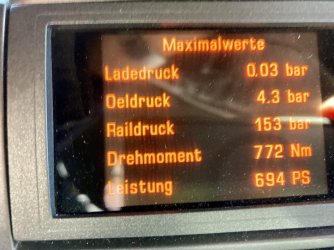 Maximalwerte
Ladedruck 0.03 bar
Oeldruck 4.3 bar
Raildruck 153 bar
Drehmoment 772 Nm
Leistung 694 PS